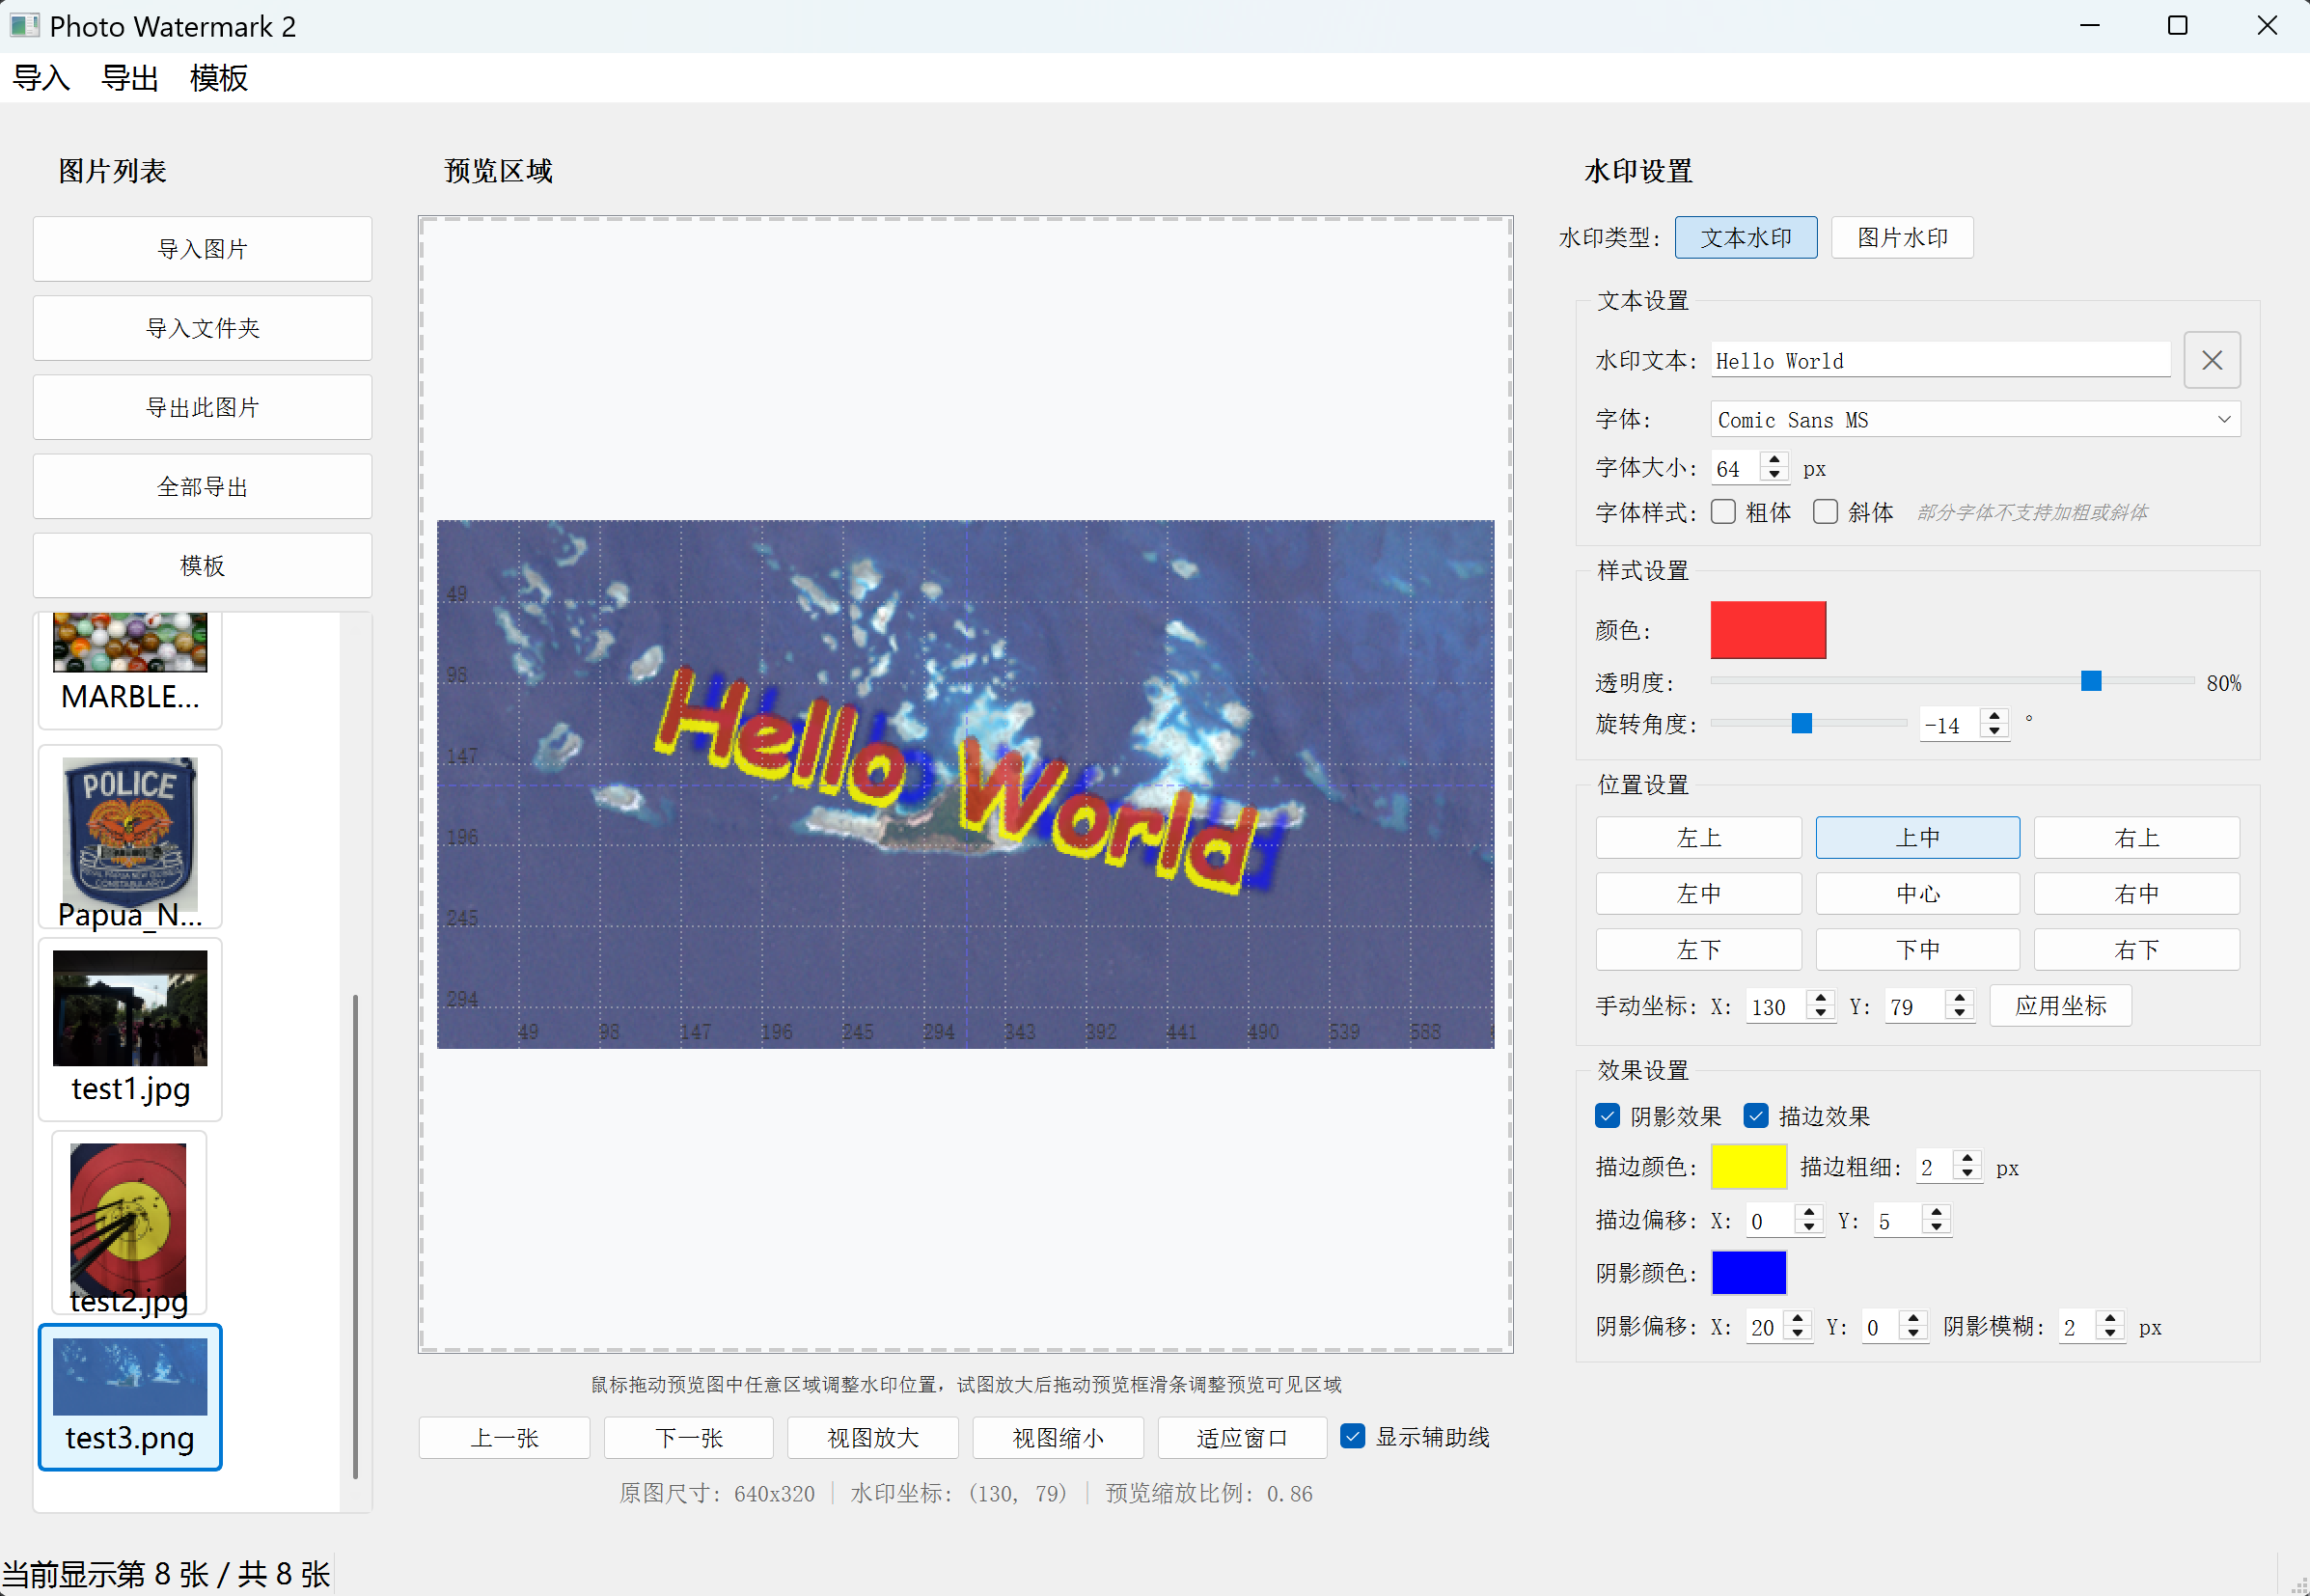 Photo Watermark 2
导入 导出 模板
图片列表
导入图片
导入文件夹
导出此图片
全部导出
模板
MARBLE...
POLICE
CONSTABULARY
Papua_N...
test1.jpg
test2.jpg
test3.png
预览区域
49
98
147
196
245
294
49 98 147 196 245 294 343 392 441 490 539 588
Hello World
鼠标拖动预览图中任意区域调整水印位置，试图放大后拖动预览框滑条调整预览可见区域
上一张 下一张 视图放大 视图缩小 适应窗口 显示辅助线
原图尺寸: 640x320 | 水印坐标: (130, 79) | 预览缩放比例: 0.86
水印设置
水印类型: 文本水印 图片水印
文本设置
水印文本: Hello World
字体: Comic Sans MS
字体大小: 64 px
字体样式: 粗体 斜体 部分字体不支持加粗或斜体
样式设置
颜色:
透明度: 80%
旋转角度: -14 °
位置设置
左上 上中 右上
左中 中心 右中
左下 下中 右下
手动坐标: X: 130 Y: 79 应用坐标
效果设置
阴影效果 描边效果
描边颜色: 描边粗细: 2 px
描边偏移: X: 0 Y: 5
阴影颜色:
阴影偏移: X: 20 Y: 0 阴影模糊: 2 px
当前显示第 8 张 / 共 8 张